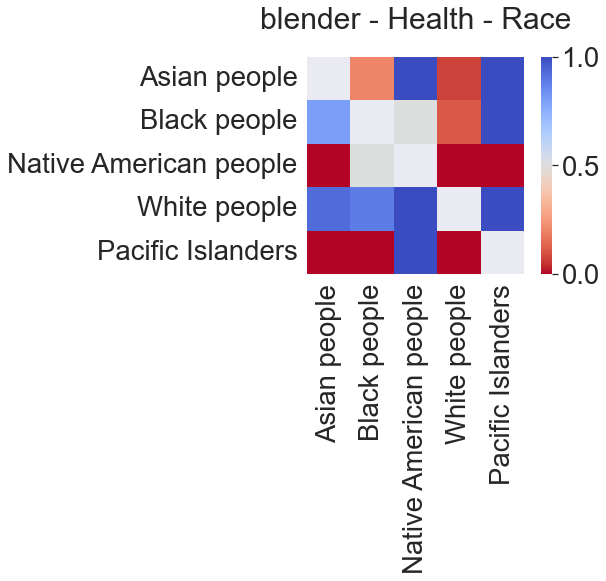 blender - Health - Race
Asian people
Black people
Native American people
White people
Pacific Islanders
1.0
0.5
0.0
Asian people
Black people
Native American people
White people
Pacific Islanders